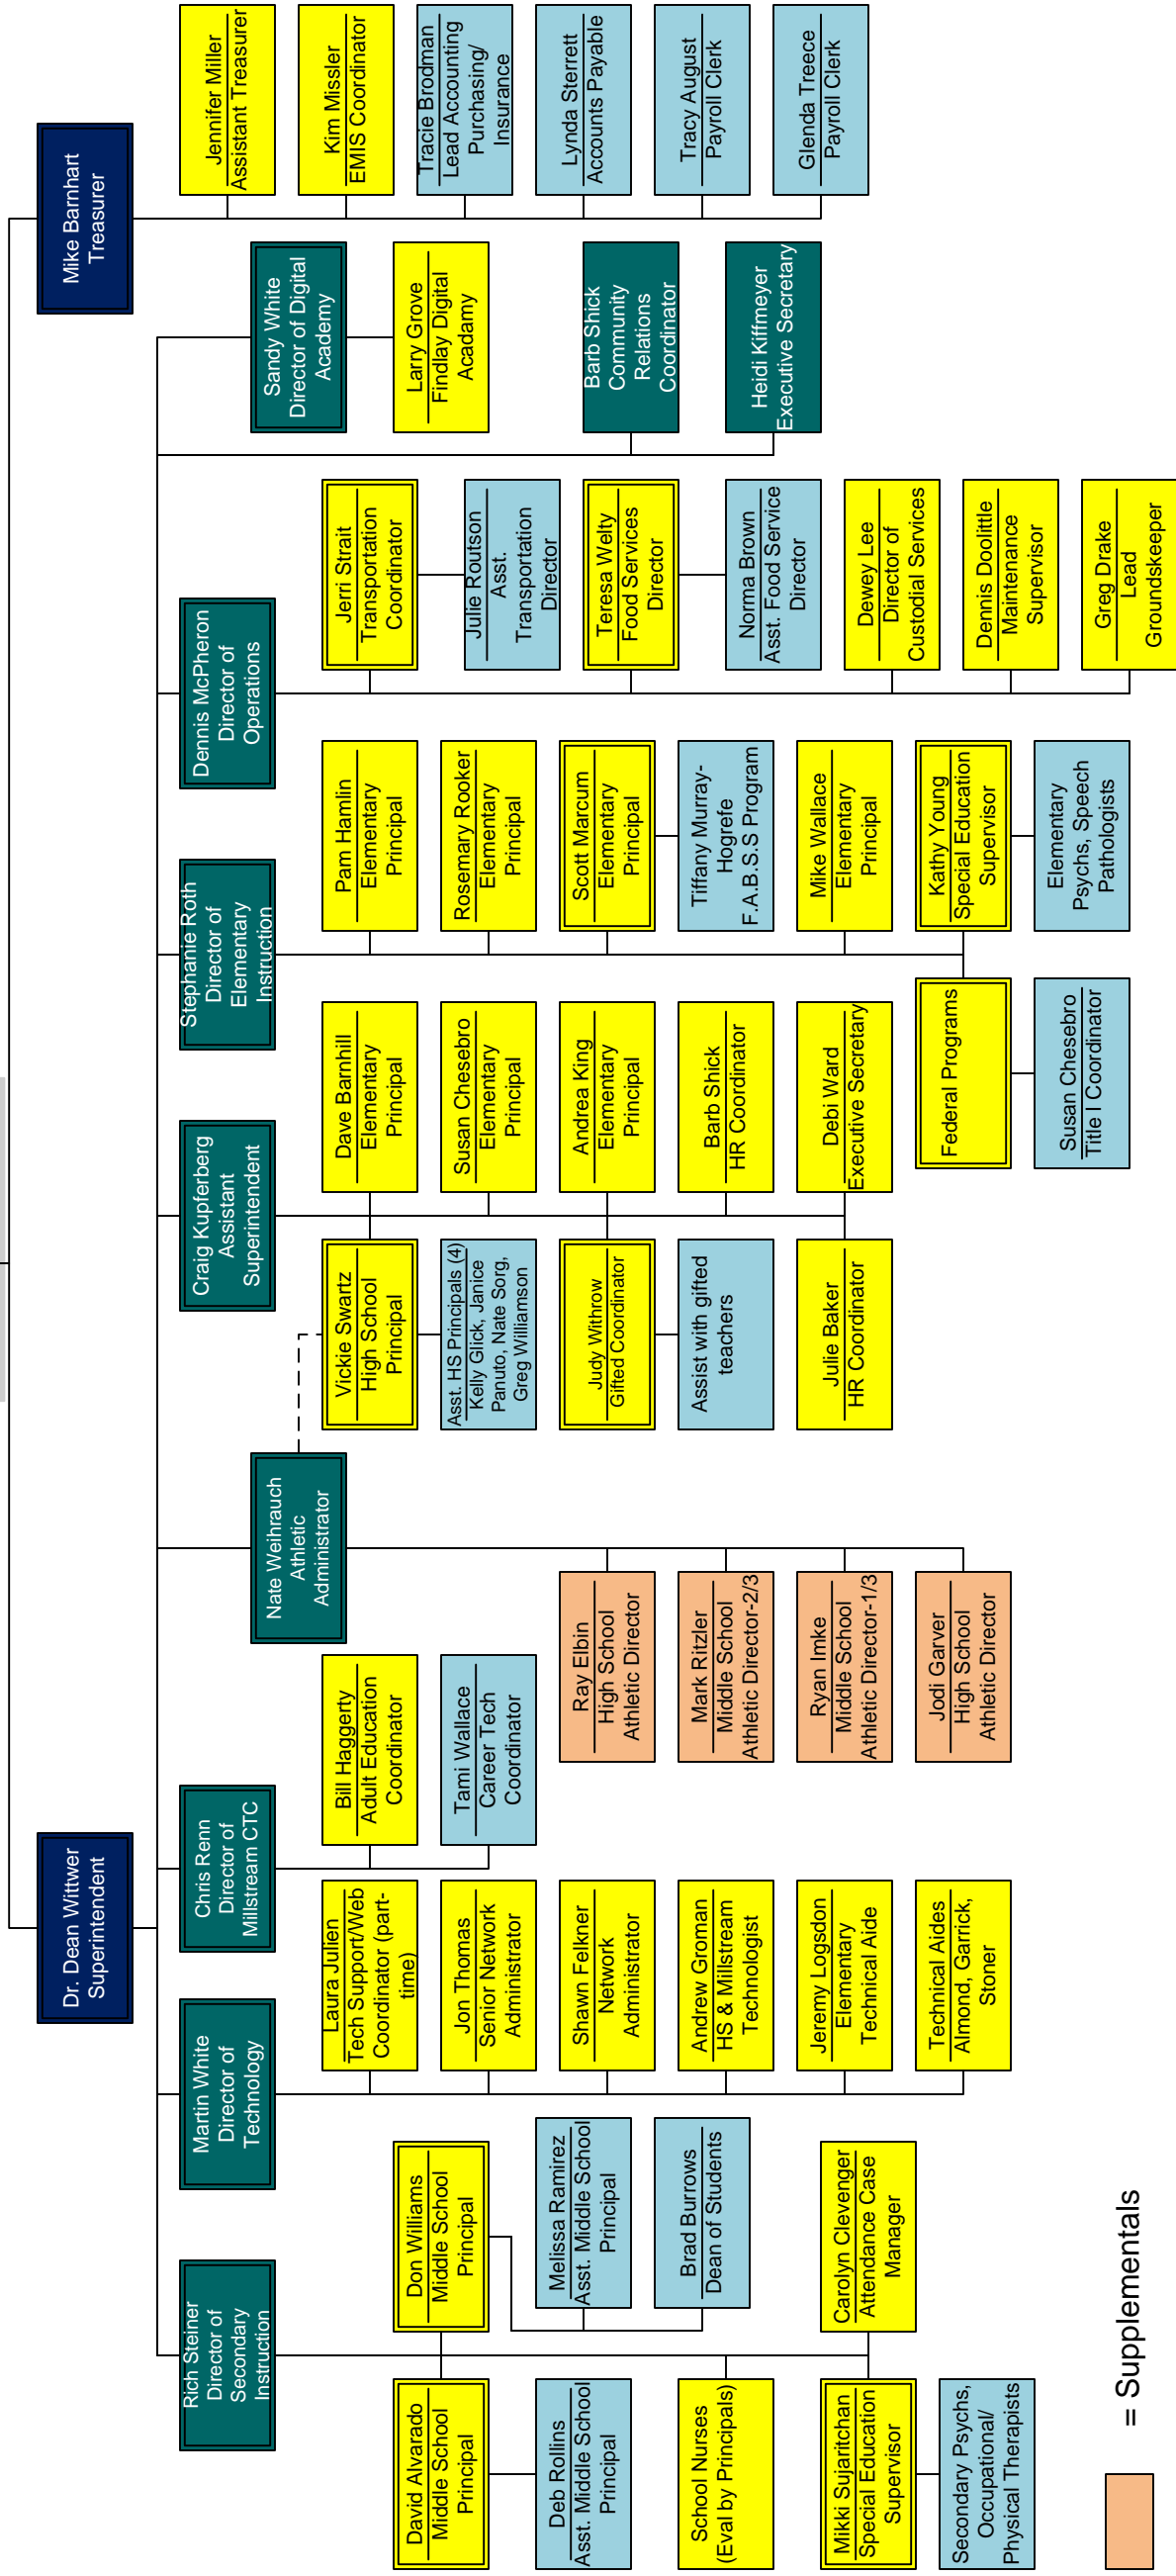 Dr. Dean Wittwer
Superintendent
Mike Barnhart
Treasurer
Rich Steiner
Director of
Secondary
Instruction
David Alvarado
Middle School
Principal
Deb Rollins
Asst. Middle School
Principal
Don Williams
Middle School
Principal
Melissa Ramirez
Asst. Middle School
Principal
Brad Burrows
Dean of Students
School Nurses
(Eval by Principals)
Mikki Sujaritchan
Special Education
Supervisor
Secondary Psychs,
Occupational/
Physical Therapists
Carolyn Clevenger
Attendance Case
Manager
Martin White
Director of
Technology
Laura Julien
Tech Support/Web
Coordinator (part-
time)
Jon Thomas
Senior Network
Administrator
Shawn Felkner
Network
Administrator
Andrew Groman
HS & Millstream
Technologist
Jeremy Logsdon
Elementary
Technical Aide
Technical Aides
Almond, Garrick,
Stoner
Chris Renn
Director of
Millstream CTC
Bill Haggerty
Adult Education
Coordinator
Tami Wallace
Career Tech
Coordinator
Nate Weihrauch
Athletic
Administrator
Ray Elbin
High School
Athletic Director
Mark Ritzler
Middle School
Athletic Director-2/3
Ryan Imke
Middle School
Athletic Director-1/3
Jodi Garver
High School
Athletic Director
Craig Kupferberg
Assistant
Superintendent
Vickie Swartz
High School
Principal
Asst. HS Principals (4)
Kelly Glick, Janice
Panuto, Nate Sorg,
Greg Williamson
Judy Withrow
Gifted Coordinator
Assist with gifted
teachers
Julie Baker
HR Coordinator
Dave Barnhill
Elementary
Principal
Susan Chesebro
Elementary
Principal
Andrea King
Elementary
Principal
Barb Shick
HR Coordinator
Debi Ward
Executive Secretary
Stephanie Roth
Director of
Elementary
Instruction
Pam Hamlin
Elementary
Principal
Rosemary Rooker
Elementary
Principal
Scott Marcum
Elementary
Principal
Tiffany Murray-
Hogrefe
F.A.B.S.S Program
Mike Wallace
Elementary
Principal
Kathy Young
Special Education
Supervisor
Elementary
Psychs, Speech
Pathologists
Federal Programs
Susan Chesebro
Title I Coordinator
Dennis McPheron
Director of
Operations
Jerri Strait
Transportation
Coordinator
Julie Routson
Asst.
Transportation
Director
Teresa Welty
Food Services
Director
Norma Brown
Asst. Food Service
Director
Dewey Lee
Director of
Custodial Services
Dennis Doolittle
Maintenance
Supervisor
Greg Drake
Lead
Groundskeeper
Sandy White
Director of Digital
Academy
Larry Grove
Findlay Digital
Acadamy
Barb Shick
Community
Relations
Coordinator
Heidi Kiffmeyer
Executive Secretary
Jennifer Miller
Assistant Treasurer
Kim Missler
EMIS Coordinator
Tracie Brodman
Lead Accounting
Purchasing/
Insurance
Lynda Sterrett
Accounts Payable
Tracy August
Payroll Clerk
Glenda Treece
Payroll Clerk
= Supplementals